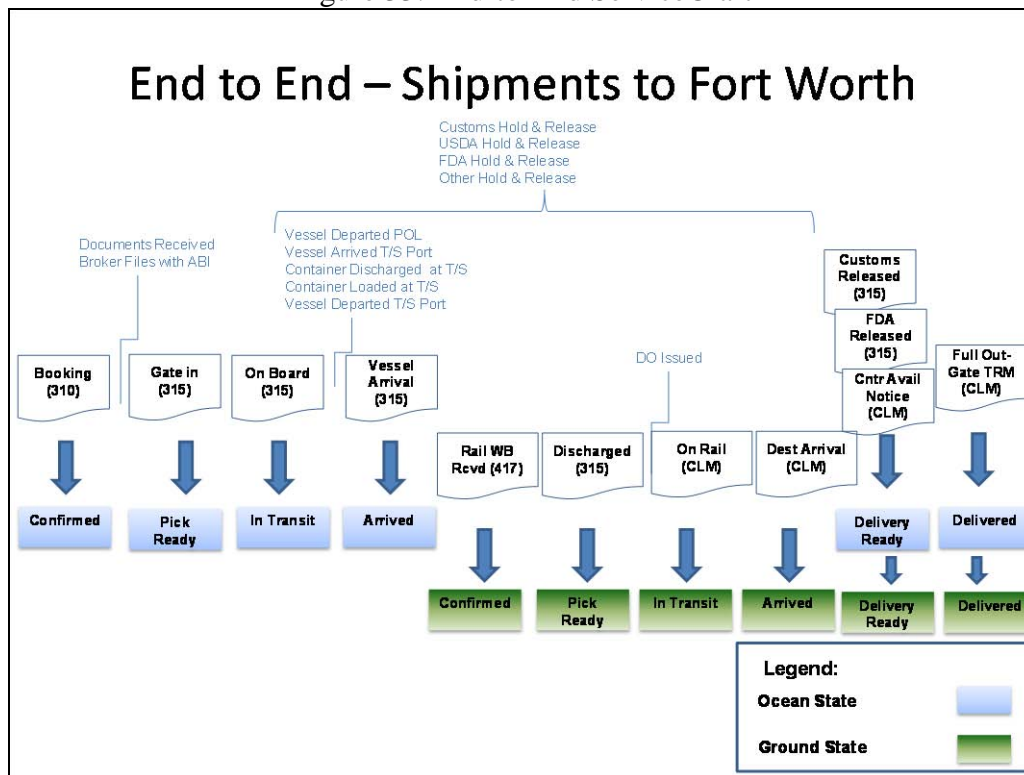 End to End – Shipments to Fort Worth
Customs Hold & Release
USDA Hold & Release
FDA Hold & Release
Other Hold & Release
Documents Received
Broker Files with ABI
Vessel Departed POL
Vessel Arrived T/S Port
Container Discharged at T/S
Container Loaded at T/S
Vessel Departed T/S Port
DO Issued
Booking
(310)
Gate in
(315)
On Board
(315)
Vessel
Arrival
(315)
Rail WB
Rcvd (417)
Discharged
(315)
On Rail
(CLM)
Dest Arrival
(CLM)
Customs
Released
(315)
FDA
Released
(315)
Cntr Avail
Notice
(CLM)
Full Out-
Gate TRM
(CLM)
Confirmed
Pick
Ready
In Transit
Arrived
Delivery
Ready
Delivered
Confirmed
Pick
Ready
In Transit
Arrived
Delivery
Ready
Delivered
Legend:
Ocean State
Ground State